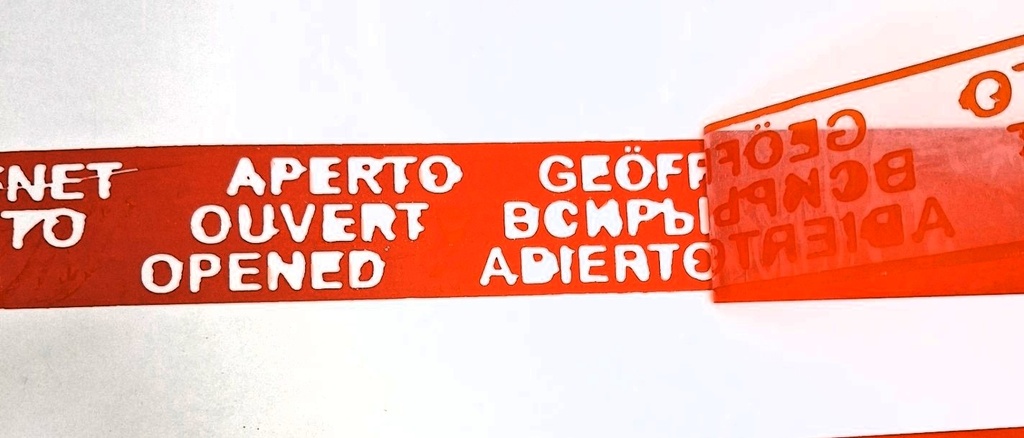 NET APERTO GEÖFF
TO OUVERT ВСКРЫ
OPENED ABIERTO